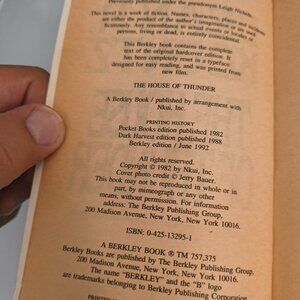 Previously published under the pseudonym Leigh Nichols.
This novel is a work of fiction. Names, characters, places and incidents
are either the product of the author's imagination or are used
fictitiously. Any resemblance to actual events or locales or
persons, living or dead, is entirely coincidental.
This Berkley book contains the complete
text of the original hardcover edition. It
has been completely reset in a typeface
designed for easy reading, and was printed from
new film.
THE HOUSE OF THUNDER
A Berkley Book / published by arrangement with
Nkui, Inc.
PRINTING HISTORY
Pocket Books edition published 1982
Dark Harvest edition published 1988
Berkley edition / June 1992
All rights reserved.
Copyright © 1982 by Nkui, Inc.
Cover photo credit © Jerry Bauer.
This book may not be reproduced in whole or in
part, by mimeograph or any other
means, without permission. For information
address: The Berkley Publishing Group,
200 Madison Avenue, New York, NY 10016.
ISBN: 0-425-13295-1
A BERKLEY BOOK ® TM 757,375
Berkley Books are published by The Berkley Publishing Group,
200 Madison Avenue, New York, New York 10016.
The name "BERKLEY" and the "B" logo
are trademarks belonging to Berkley Publishing Corporation.